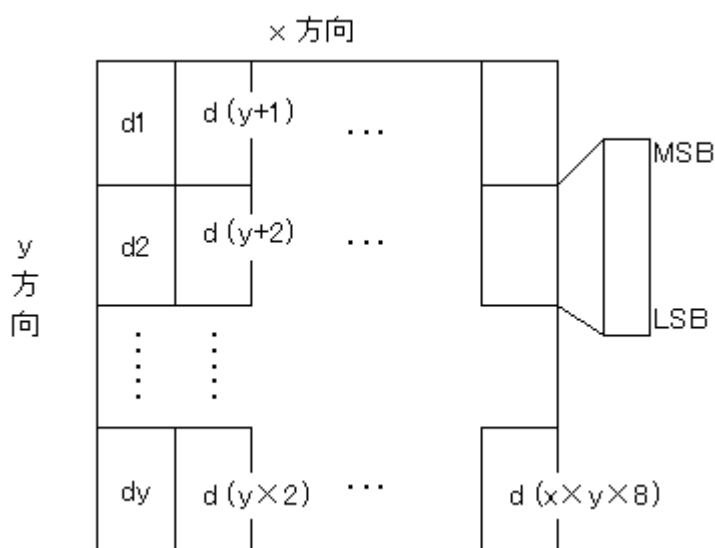 x 方向
d1 d (y+1) ...
MSB
d2 d (y+2) ...
y
方
向
LSB
dy d (y×2) ... d (x×y×8)